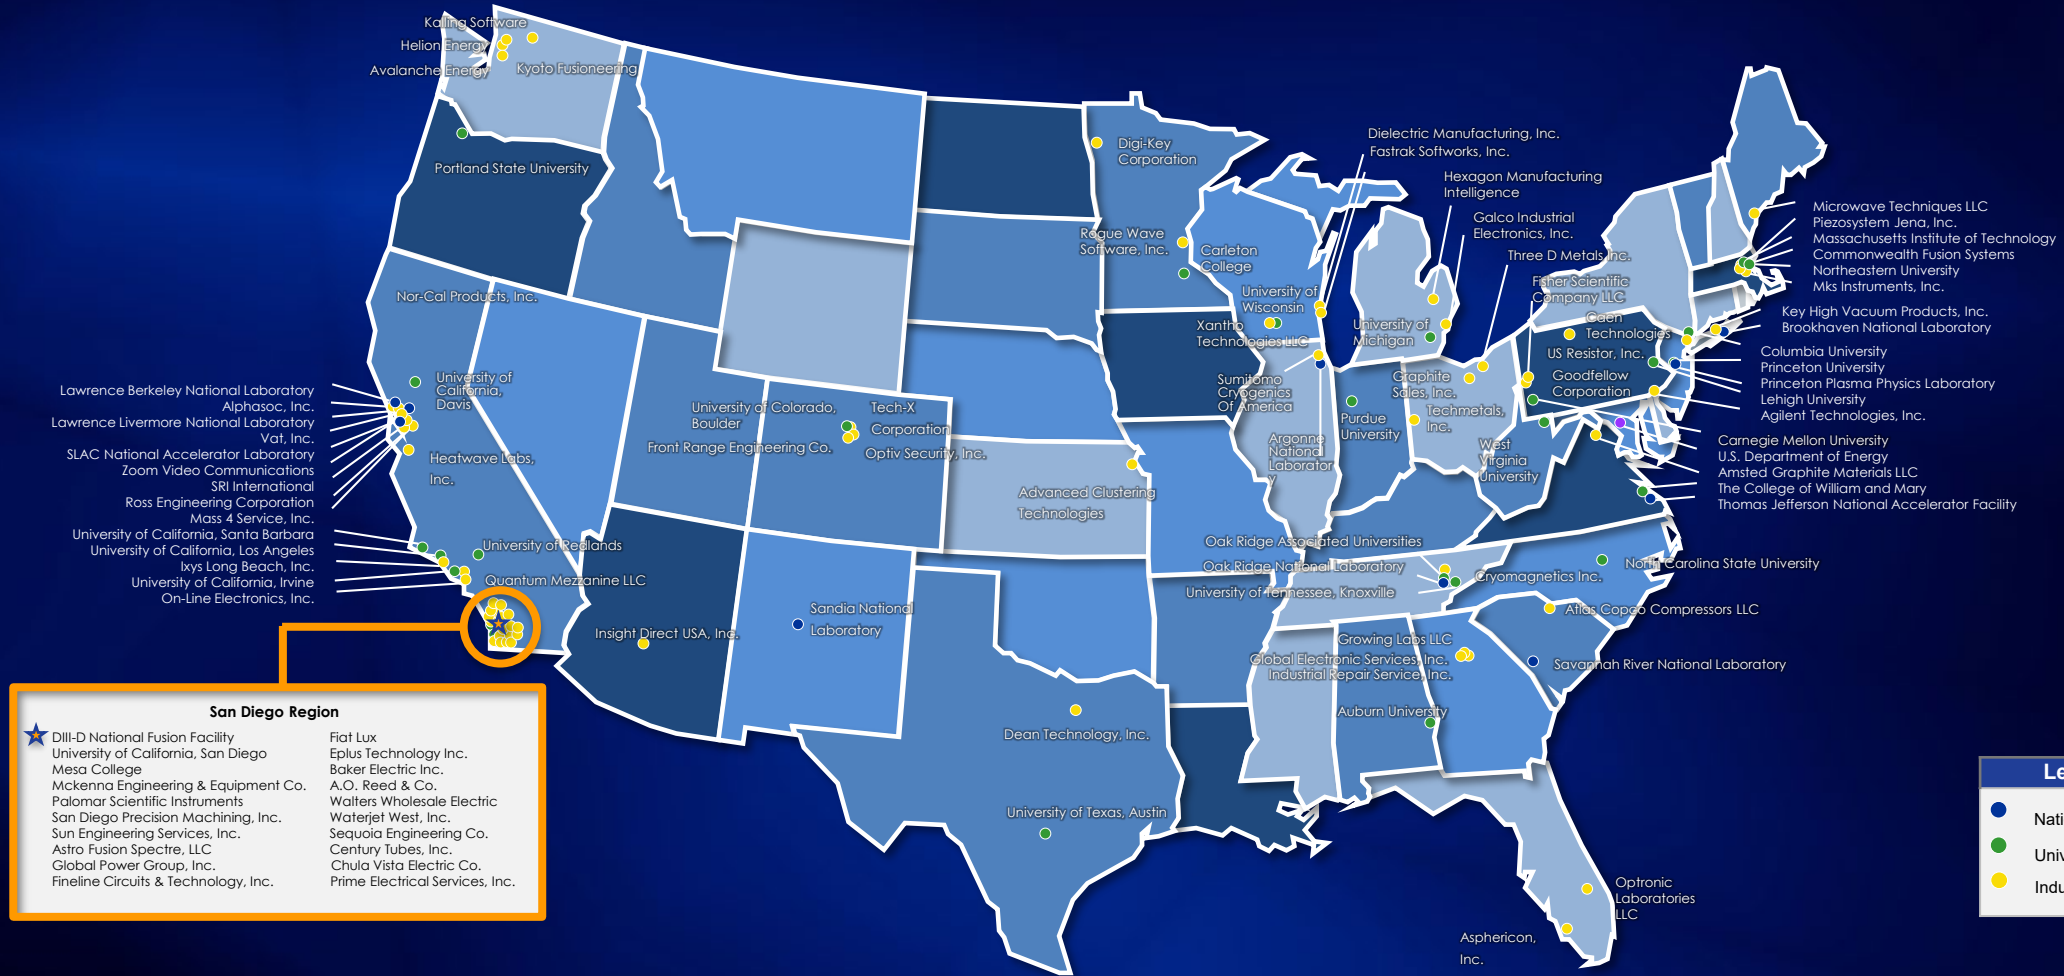 Kalling Software
Helion Energy
Avalanche Energy
Kyoto Fusioneering
Portland State University
Nor-Cal Products, Inc.
Lawrence Berkeley National Laboratory
Alphasoc, Inc.
Lawrence Livermore National Laboratory
Vat, Inc.
SLAC National Accelerator Laboratory
Zoom Video Communications
SRI International
Ross Engineering Corporation
Mass 4 Service, Inc.
University of California, Santa Barbara
University of California, Los Angeles
Ixys Long Beach, Inc.
University of California, Irvine
On-Line Electronics, Inc.
University of
California,
Davis
Heatwave Labs,
Inc.
University of Redlands
Quantum Mezzanine LLC
Insight Direct USA, Inc.
Sandia National
Laboratory
University of Colorado,
Boulder
Front Range Engineering Co.
Tech-X
Corporation
Optiv Security, Inc.
Advanced Clustering
Technologies
Dean Technology, Inc.
University of Texas, Austin
Digi-Key
Corporation
Rogue Wave
Software, Inc.
Carleton
College
University of
Wisconsin
Xantho
Technologies LLC
Sumitomo
Cryogenics
Of America
Argonne
National
Laborator
y
Dielectric Manufacturing, Inc.
Fastrak Softworks, Inc.
Hexagon Manufacturing
Intelligence
Galco Industrial
Electronics, Inc.
Three D Metals Inc.
Fisher Scientific
Company LLC
Caen
Technologies
US Resistor, Inc.
Goodfellow
Corporation
University of
Michigan
Graphite
Sales, Inc.
Techmetals,
Inc.
Purdue
University
West
Virginia
University
Oak Ridge Associated Universities
Oak Ridge National Laboratory
University of Tennessee, Knoxville
Cryomagnetics Inc.
North Carolina State University
Atlas Copco Compressors LLC
Savannah River National Laboratory
Growing Labs LLC
Global Electronic Services, Inc.
Industrial Repair Service, Inc.
Auburn University
Optronic
Laboratories
LLC
Asphericon,
Inc.
Microwave Techniques LLC
Piezosystem Jena, Inc.
Massachusetts Institute of Technology
Commonwealth Fusion Systems
Northeastern University
Mks Instruments, Inc.
Key High Vacuum Products, Inc.
Brookhaven National Laboratory
Columbia University
Princeton University
Princeton Plasma Physics Laboratory
Lehigh University
Agilent Technologies, Inc.
Carnegie Mellon University
U.S. Department of Energy
Amsted Graphite Materials LLC
The College of William and Mary
Thomas Jefferson National Accelerator Facility
San Diego Region
DIII-D National Fusion Facility
University of California, San Diego
Mesa College
Mckenna Engineering & Equipment Co.
Palomar Scientific Instruments
San Diego Precision Machining, Inc.
Sun Engineering Services, Inc.
Astro Fusion Spectre, LLC
Global Power Group, Inc.
Fineline Circuits & Technology, Inc.
Fiat Lux
Eplus Technology Inc.
Baker Electric Inc.
A.O. Reed & Co.
Walters Wholesale Electric
Waterjet West, Inc.
Sequoia Engineering Co.
Century Tubes, Inc.
Chula Vista Electric Co.
Prime Electrical Services, Inc.
Le
Nati
Univ
Indu